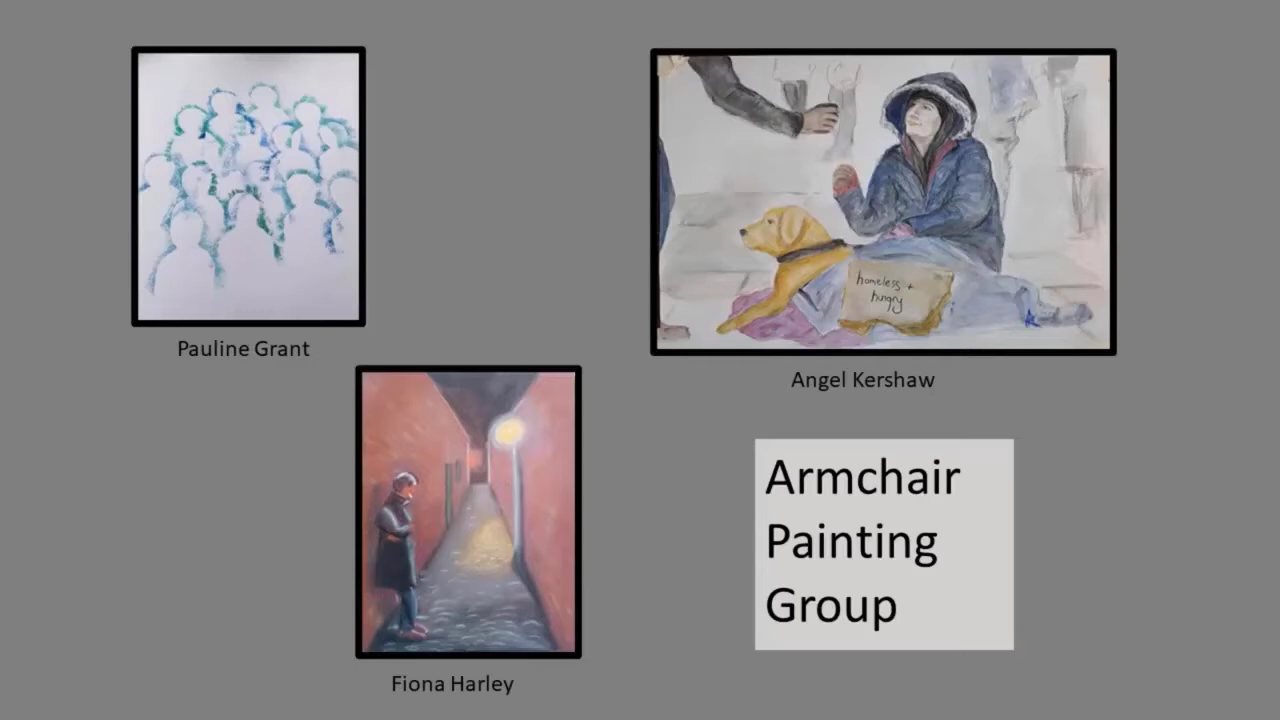 Pauline Grant
homeless +
hungry
Angel Kershaw
Fiona Harley
Armchair
Painting
Group